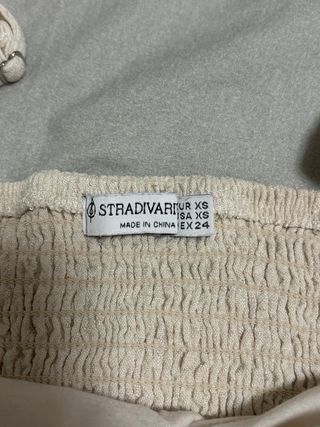 STRADIVARI
MADE IN CHINA
UR XS
SA XS
EX 24